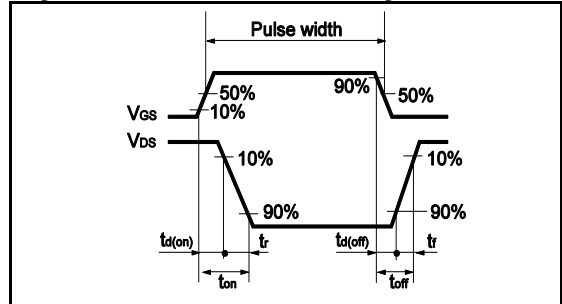 Pulse width
90%
50%
50%
10%
VGS
VDS
10%
10%
90%
90%
td(on)
tr
td(off)
tf
ton
toff